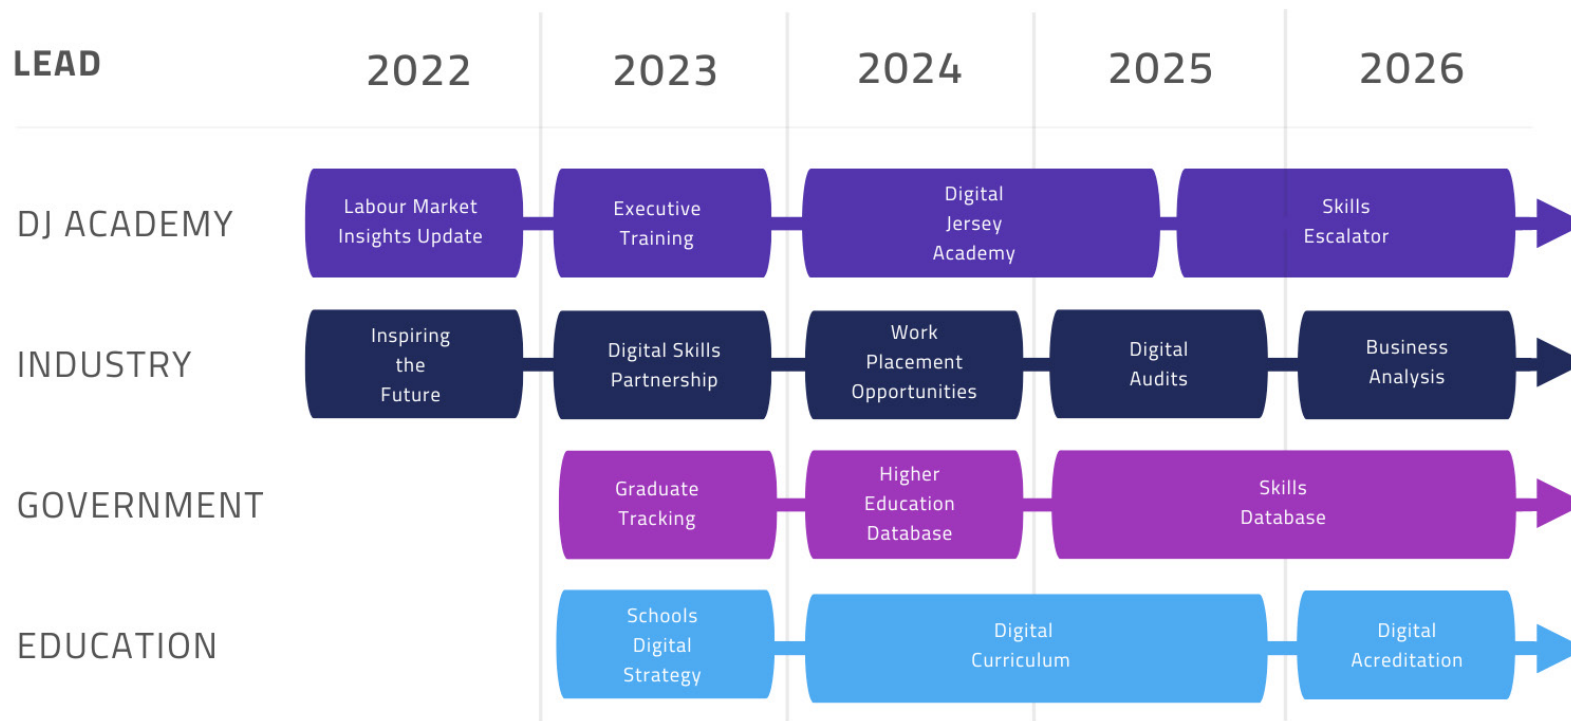 LEAD 2022 2023 2024 2025 2026
DJ ACADEMY
Labour Market
Insights Update
Executive
Training
Digital
Jersey
Academy
Skills
Escalator
INDUSTRY
Inspiring
the
Future
Digital Skills
Partnership
Work
Placement
Opportunities
Digital
Audits
Business
Analysis
GOVERNMENT
Graduate
Tracking
Higher
Education
Database
Skills
Database
EDUCATION
Schools
Digital
Strategy
Digital
Curriculum
Digital
Acreditation